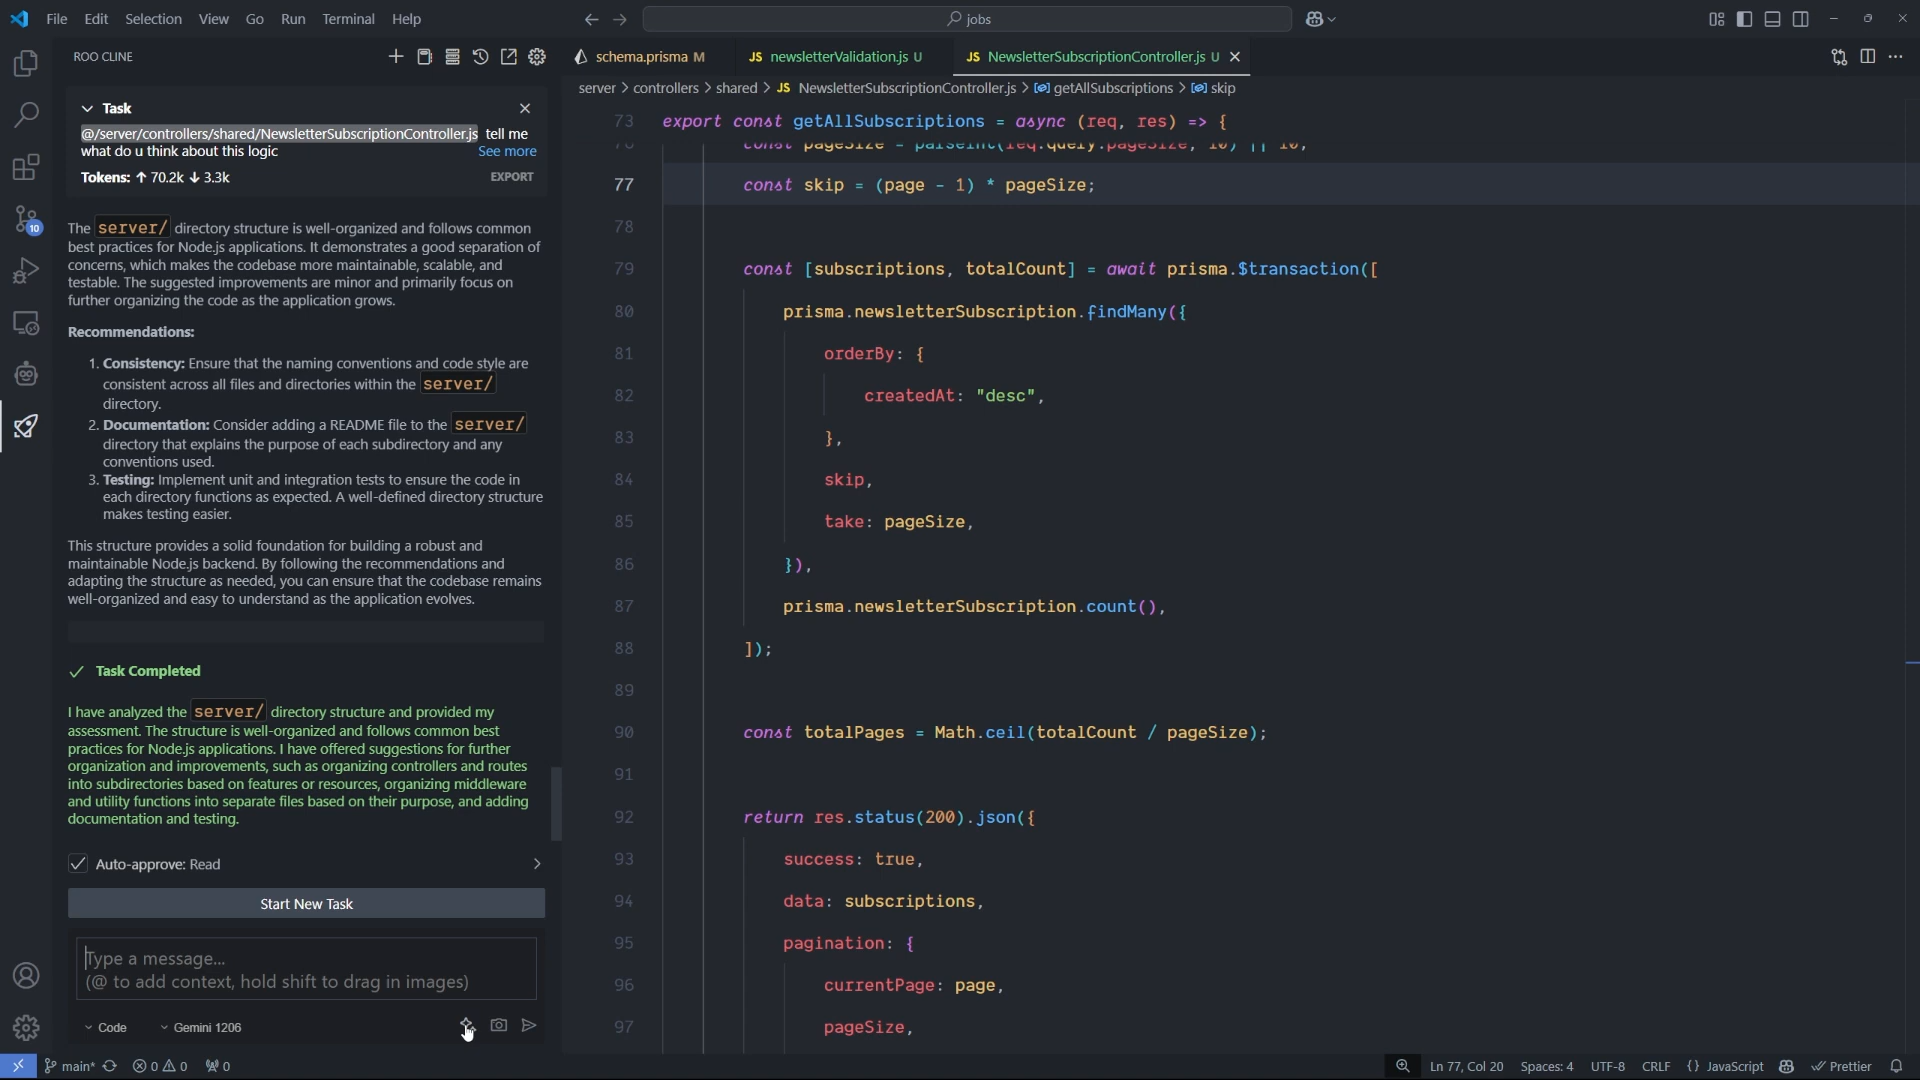 File Edit Selection View Go Run Terminal Help
jobs
ROO CLINE
schema.prisma M
JS newsletterValidation.js U
JS NewsletterSubscriptionController.js U
server > controllers > shared > JS NewsletterSubscriptionController.js > getAllSubscriptions > skip
Task
@/server/controllers/shared/NewsletterSubscriptionController.js tell me
what do u think about this logic
See more
Tokens: ↑ 70.2k ↓ 3.3k
EXPORT
The server/ directory structure is well-organized and follows common
best practices for Node.js applications. It demonstrates a good separation of
concerns, which makes the codebase more maintainable, scalable, and
testable. The suggested improvements are minor and primarily focus on
further organizing the code as the application grows.
Recommendations:
1. Consistency: Ensure that the naming conventions and code style are
consistent across all files and directories within the server/
directory.
2. Documentation: Consider adding a README file to the server/
directory that explains the purpose of each subdirectory and any
conventions used.
3. Testing: Implement unit and integration tests to ensure the code in
each directory functions as expected. A well-defined directory structure
makes testing easier.
This structure provides a solid foundation for building a robust and
maintainable Node.js backend. By following the recommendations and
adapting the structure as needed, you can ensure that the codebase remains
well-organized and easy to understand as the application evolves.
Task Completed
I have analyzed the server/ directory structure and provided my
assessment. The structure is well-organized and follows common best
practices for Node.js applications. I have offered suggestions for further
organization and improvements, such as organizing controllers and routes
into subdirectories based on features or resources, organizing middleware
and utility functions into separate files based on their purpose, and adding
documentation and testing.
Auto-approve: Read
Start New Task
Type a message...
(@ to add context, hold shift to drag in images)
Code
Gemini 1206
10
73 export const getAllSubscriptions = async (req, res) => {
const pageSize = parseInt(req.query.pageSize, 10) || 10;
77 const skip = (page - 1) * pageSize;
78
79 const [subscriptions, totalCount] = await prisma.$transaction([
80 prisma.newsletterSubscription.findMany({
81 orderBy: {
82 createdAt: "desc",
83 },
84 skip,
85 take: pageSize,
86 }),
87 prisma.newsletterSubscription.count(),
88 ]);
89
90 const totalPages = Math.ceil(totalCount / pageSize);
91
92 return res.status(200).json({
93 success: true,
94 data: subscriptions,
95 pagination: {
96 currentPage: page,
97 pageSize,
main* 0 0 0
Ln 77, Col 20 Spaces: 4 UTF-8 CRLF {} JavaScript Prettier